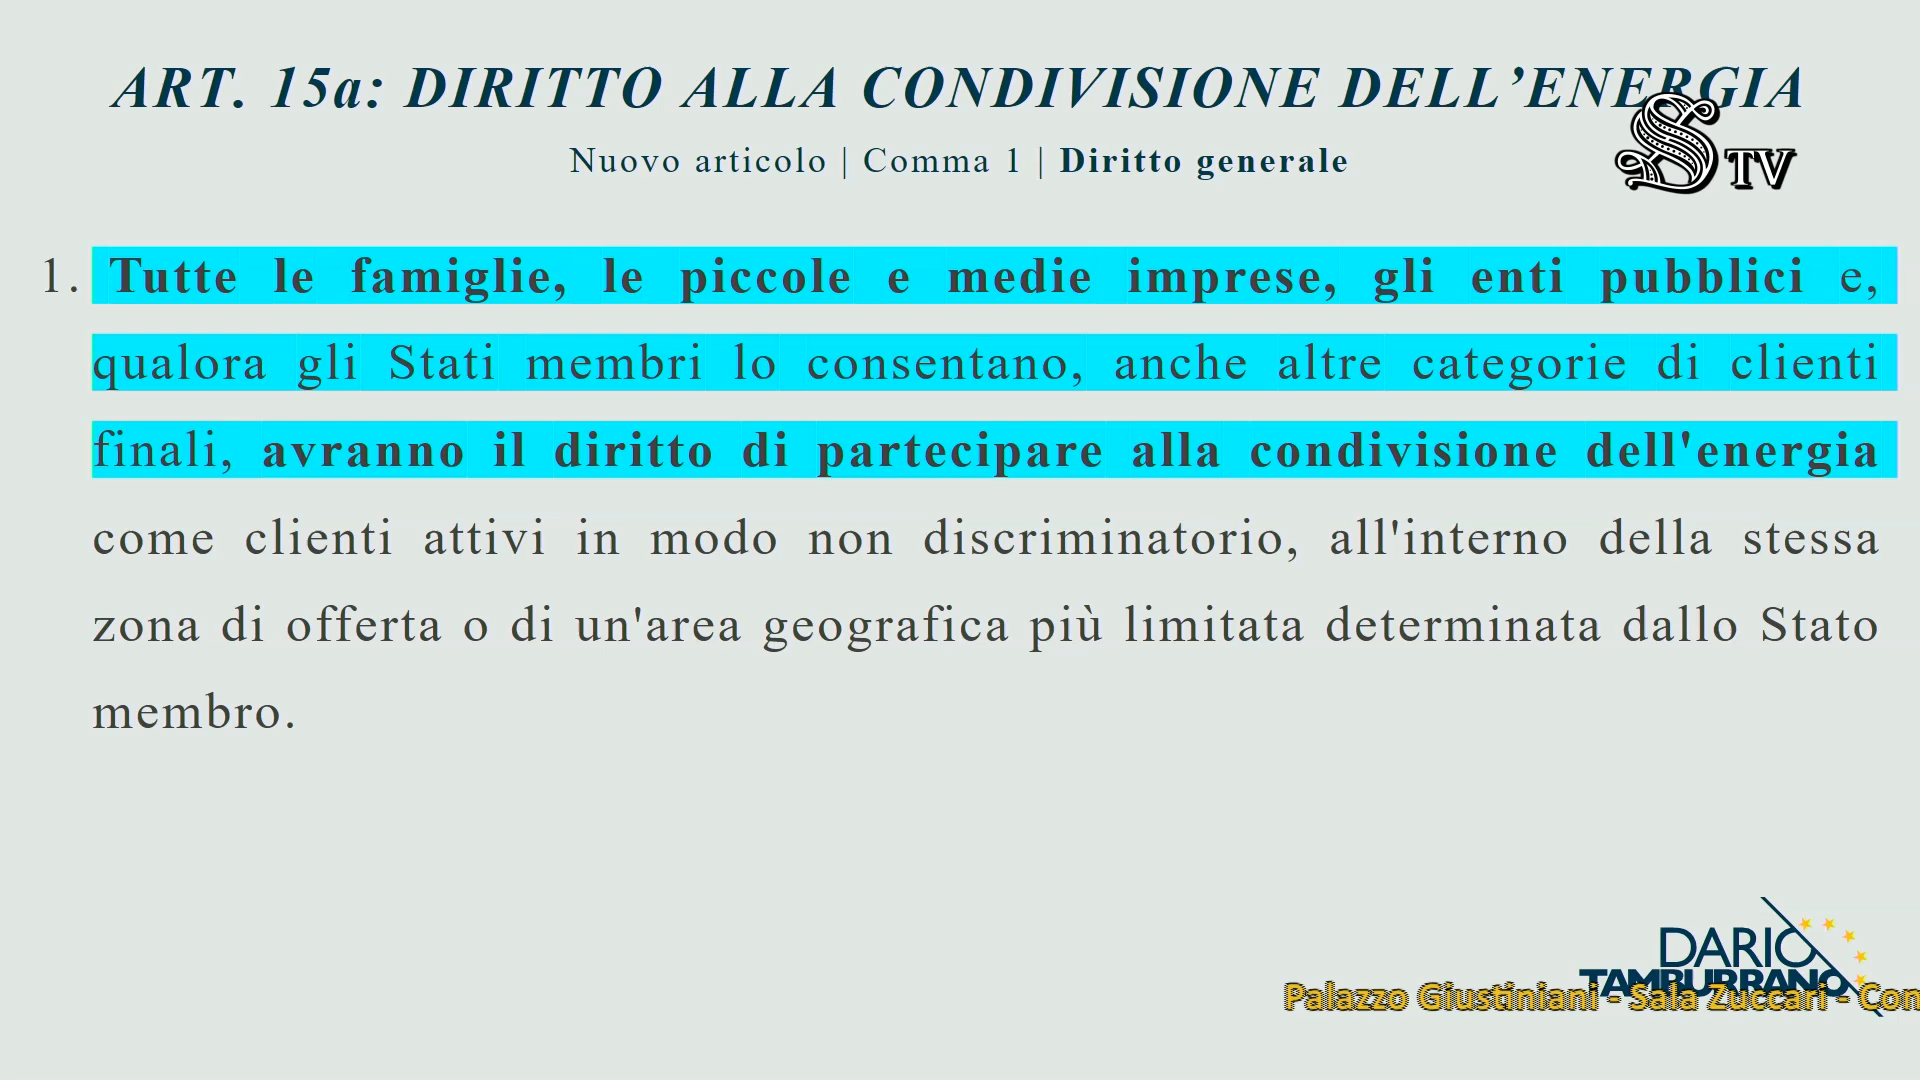 ART. 15a: DIRITTO ALLA CONDIVISIONE DELL’ENERGIA
Nuovo articolo | Comma 1 | Diritto generale
S TV
1. Tutte le famiglie, le piccole e medie imprese, gli enti pubblici e,
qualora gli Stati membri lo consentano, anche altre categorie di clienti
finali, avranno il diritto di partecipare alla condivisione dell'energia
come clienti attivi in modo non discriminatorio, all'interno della stessa
zona di offerta o di un'area geografica più limitata determinata dallo Stato
membro.
DARIO
TAMBURRANO
Palazzo Giustiniani - Sala Zuccari - Con